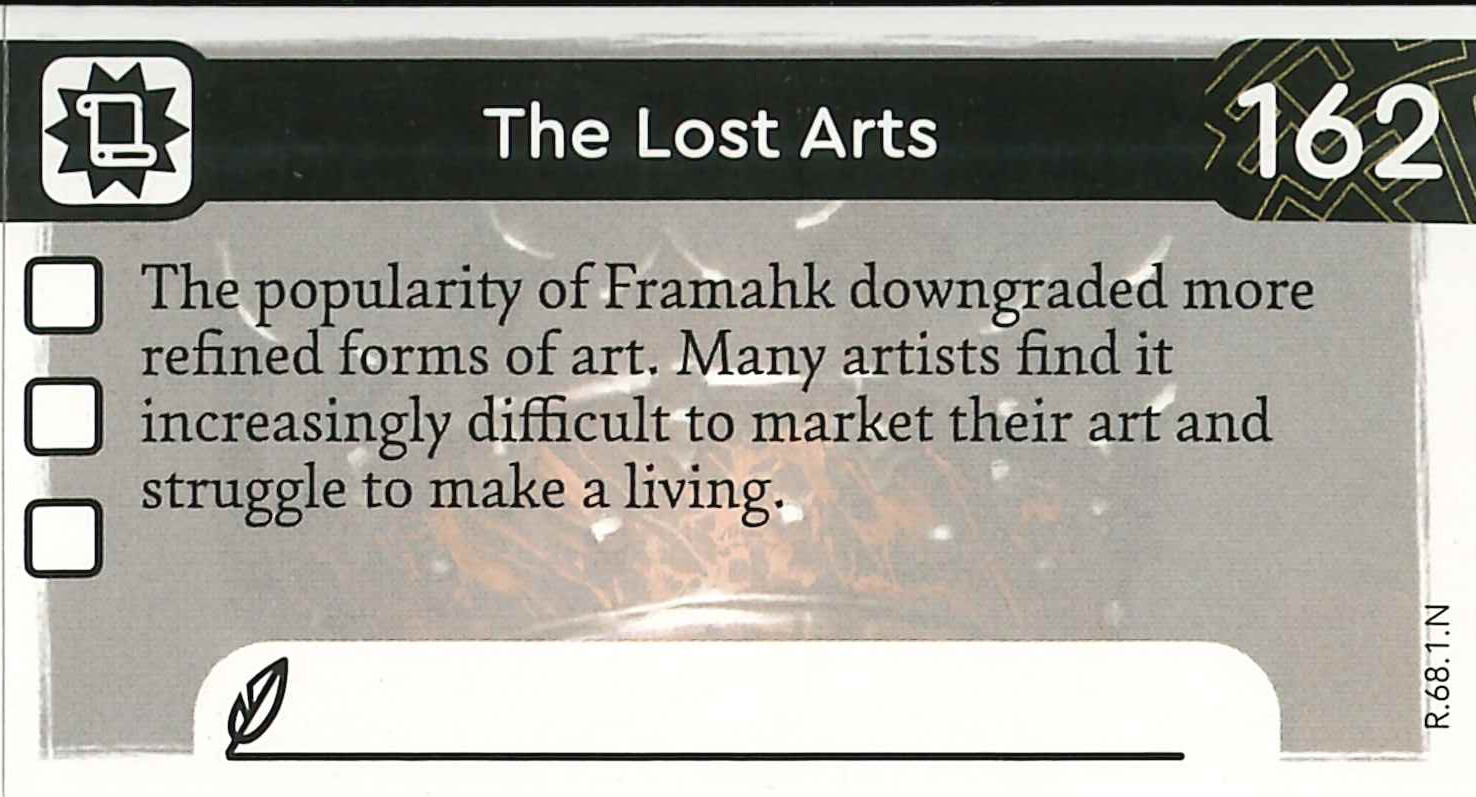 The Lost Arts
162
The popularity of Framahk downgraded more
refined forms of art. Many artists find it
increasingly difficult to market their art and
struggle to make a living.
R.68.1.N